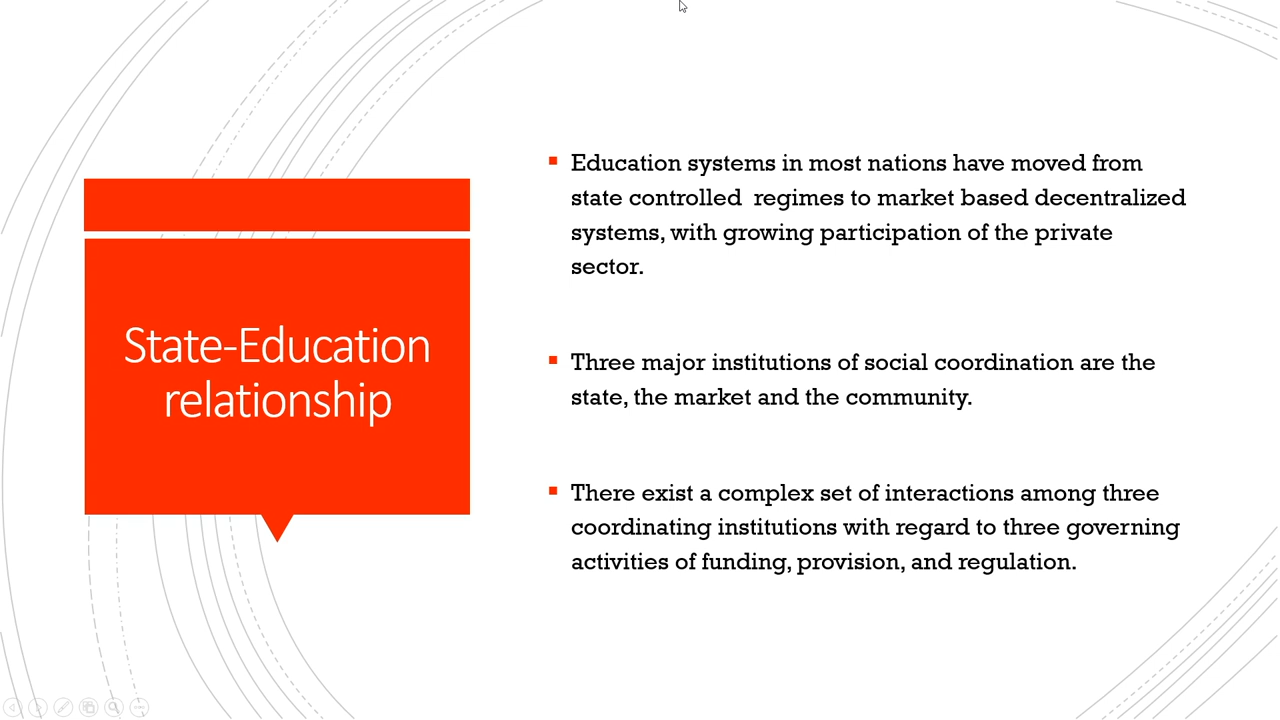 State-Education
relationship
Education systems in most nations have moved from
state controlled  regimes to market based decentralized
systems, with growing participation of the private
sector.
Three major institutions of social coordination are the
state, the market and the community.
There exist a complex set of interactions among three
coordinating institutions with regard to three governing
activities of funding, provision, and regulation.